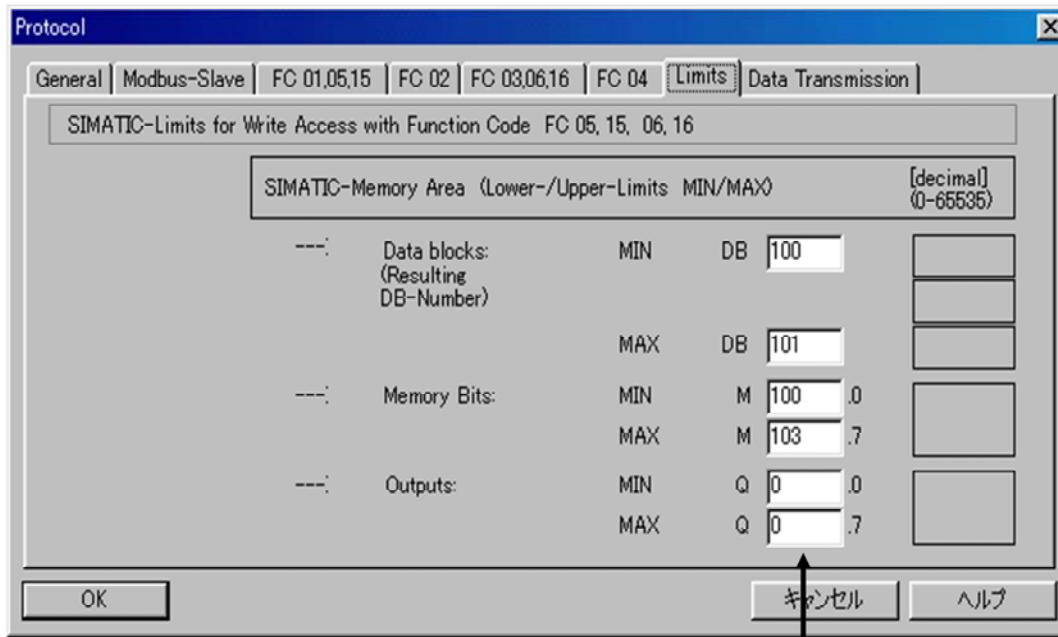 Protocol
General Modbus-Slave FC 01,05,15 FC 02 FC 03,06,16 FC 04 Limits Data Transmission
SIMATIC-Limits for Write Access with Function Code FC 05, 15, 06, 16
SIMATIC-Memory Area (Lower-/Upper-Limits MIN/MAX) [decimal]
(0-65535)
---: Data blocks: MIN DB 100
(Resulting
DB-Number)
MAX DB 101
---: Memory Bits: MIN M 100 .0
MAX M 103 .7
---: Outputs: MIN Q 0 .0
MAX Q 0 .7
OK キャンセル ヘルプ